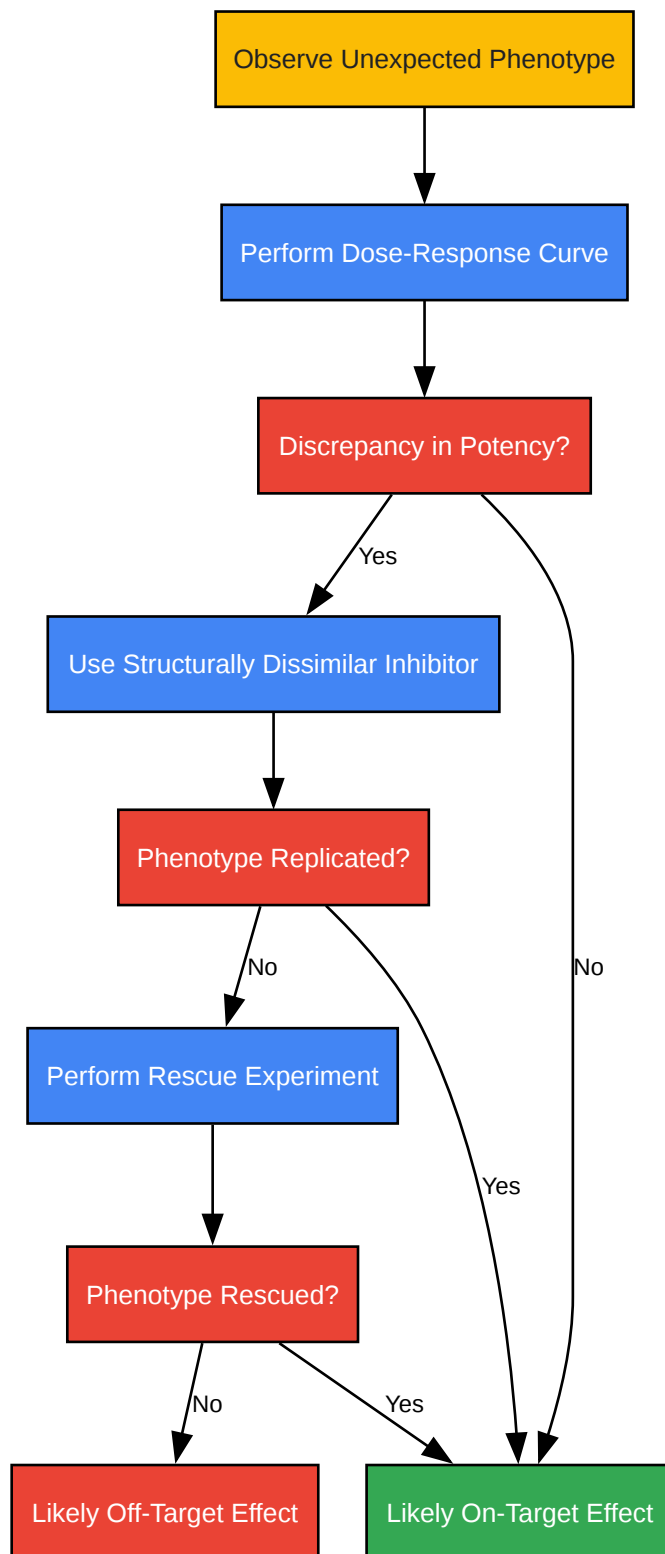 Observe Unexpected Phenotype
Perform Dose-Response Curve
Discrepancy in Potency?
Yes
Use Structurally Dissimilar Inhibitor
Phenotype Replicated?
No
No
Perform Rescue Experiment
Yes
Phenotype Rescued?
No
Yes
Likely Off-Target Effect
Likely On-Target Effect